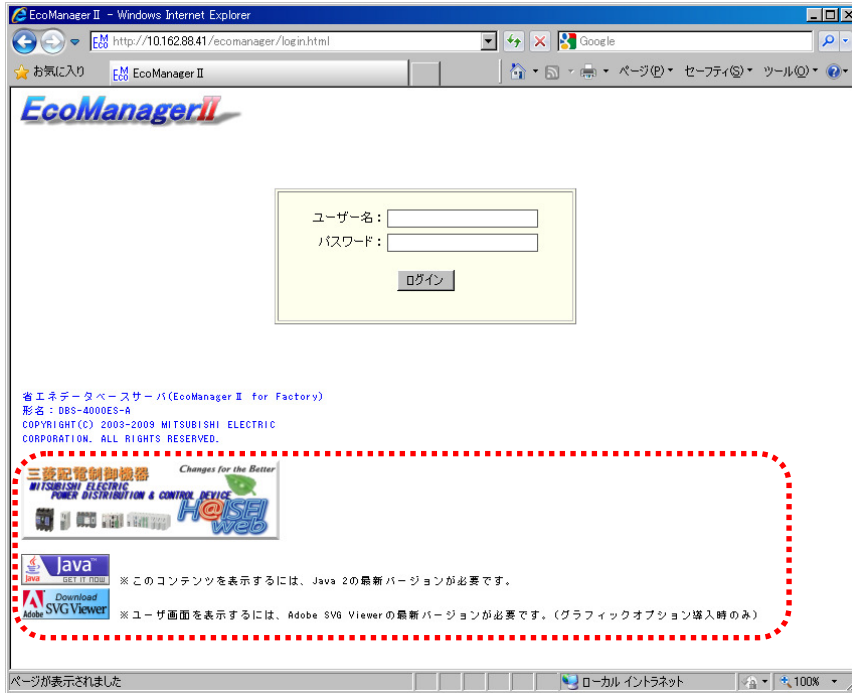 EcoManagerⅡ - Windows Internet Explorer
http://10.162.88.41/ecomanager/login.html
Google
お気に入り
EcoManagerⅡ
ページ(P)
セーフティ(S)
ツール(O)
EcoManagerⅡ
ユーザー名：
パスワード：
ログイン
省エネデータベースサーバ(EcoManagerⅡ for Factory)
形名：DBS-4000ES-A
COPYRIGHT(C) 2003-2009 MITSUBISHI ELECTRIC
CORPORATION. ALL RIGHTS RESERVED.
三菱配電制御機器 Changes for the Better
MITSUBISHI ELECTRIC
POWER DISTRIBUTION & CONTROL DEVICE
H@ISEI
Web
Java
GET IT NOW
Java
※このコンテンツを表示するには、Java 2の最新バージョンが必要です。
Download
Adobe SVG Viewer
※ユーザ画面を表示するには、Adobe SVG Viewerの最新バージョンが必要です。(グラフィックオプション導入時のみ)
ページが表示されました
ローカル イントラネット
100%